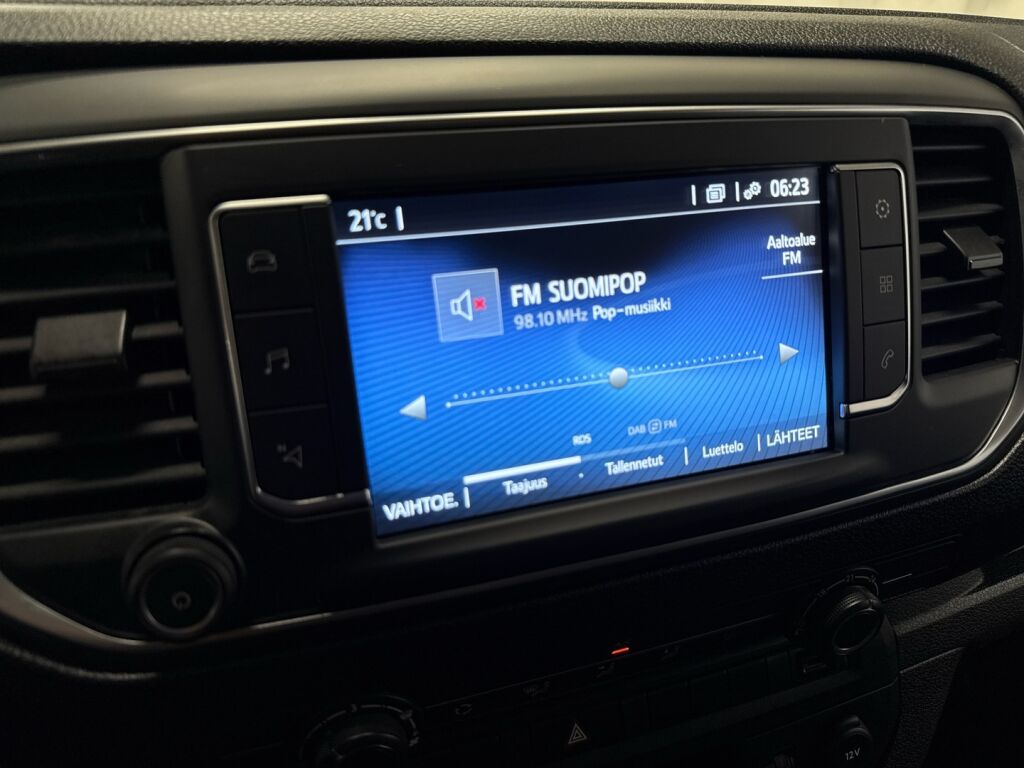 21°C
06:23
Aaltoalue
FM
FM SUOMIPOP
98.10 MHz Pop-musiikki
RDS
DAB FM
VAIHTOE.
Taajuus
Tallennetut
Luettelo
LÄHTEET
21
12V